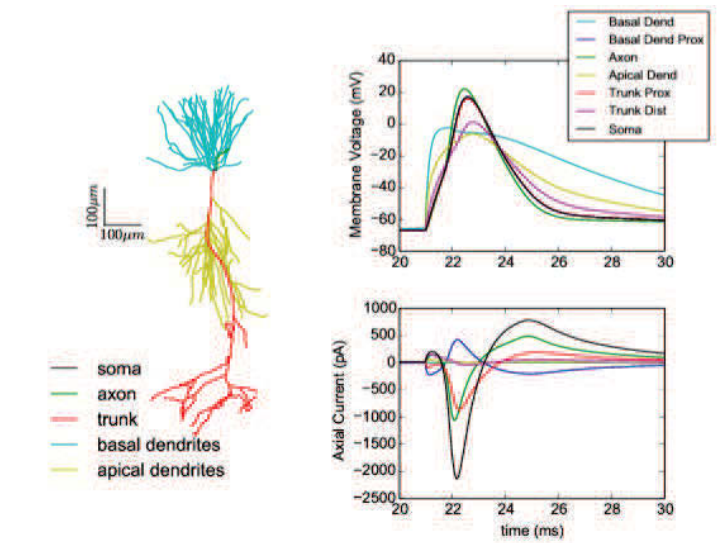 100μm
100μm
soma
axon
trunk
basal dendrites
apical dendrites
Basal Dend
Basal Dend Prox
Axon
Apical Dend
Trunk Prox
Trunk Dist
Soma
Membrane Voltage (mV)
40
20
0
−20
−40
−60
−80
20 22 24 26 28 30
Axial Current (pA)
1000
500
0
−500
−1000
−1500
−2000
−2500
20 22 24 26 28 30
time (ms)